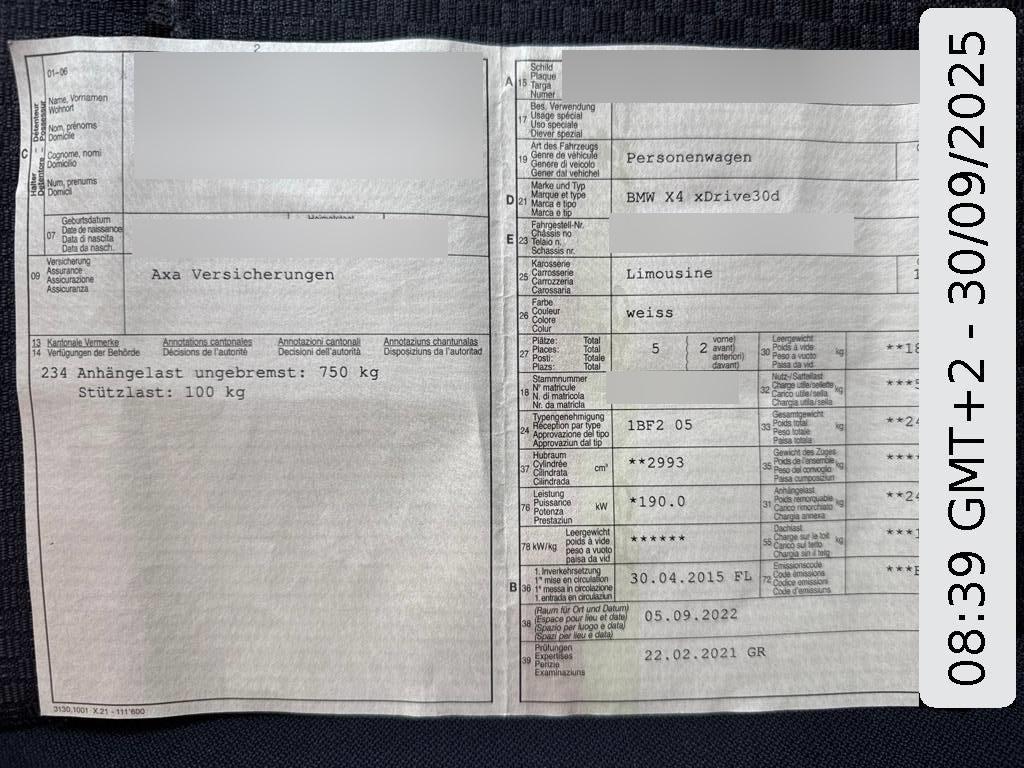 2
01-06
Name, Vornamen
Wohnort
Nom, prénoms
Domicile
Cognome, nomi
Domicilio
Num, prenums
Domicil
C
Halter Détenteur
Detentore - Possessur
07
Geburtsdatum
Date de naissance
Data di nascita
Data da nasch.
09
Versicherung
Assurance
Assicurazione
Assicuranza
Axa Versicherungen
13 Kantonale Vermerke Annotations cantonales Annotazioni cantonali Annotaziuns chantunalas
14 Verfügungen der Behörde Décisions de l'autorité Decisioni dell'autorità Disposiziuns da l'autoritad
234 Anhängelast ungebremst: 750 kg
Stützlast: 100 kg
3130.1001 · X.21 - 111'600
A 15
Schild
Plaque
Targa
Numer
17
Bes. Verwendung
Usage spécial
Uso speciale
Diever spezial
19
Art des Fahrzeugs
Genre de véhicule
Genere di veicolo
Gener dal vehichel
Personenwagen
D 21
Marke und Typ
Marque et type
Marca e tipo
Marca e tip
BMW X4 xDrive30d
E 23
Fahrgestell-Nr.
Châssis no
Telaio n.
Schassis nr.
25
Karosserie
Carrosserie
Carrozzeria
Carossaria
Limousine
26
Farbe
Couleur
Colore
Colur
weiss
27
Plätze: Total
Places: Total
Posti: Totale
Plazs: Total
5
2
vorne)
avant)
anteriori)
davant)
30
Leergewicht
Poids à vide
Peso a vuoto
Paisa da vid
kg
**18
18
Stammnummer
N° matricule
N. di matricola
Nr. da matricla
32
Nutz-/Sattellast
Charge utile/sellette
Carico utile/sella
Chargia utila/sella
kg
24
Typengenehmigung
Réception par type
Approvazione del tipo
Approvaziun dal tip
1BF2 05
33
Gesamtgewicht
Poids total
Peso totale
Paisa totala
kg
**24
37
Hubraum
Cylindrée
Cilindrata
Cilindrada
cm³
**2993
35
Gewicht des Zuges
Poids de l'ensemble
Peso del convoglio
Paisa cumposiziun
kg
76
Leistung
Puissance
Potenza
Prestaziun
kW
*190.0
31
Anhängelast
Poids remorquable
Carico rimorchiato
Chargia annexa
kg
**24
78 kW/kg
Leergewicht
poids à vide
peso a vuoto
paisa da vid
******
55
Dachlast
Charge sur le toit
Carico sul tetto
Chargia sin il tetg
kg
***1
B 36
1. Inverkehrsetzung
1re mise en circulation
1a messa in circolazione
1. entrada en circulaziun
30.04.2015 FL
72
Emissionscode
Code émissions
Codice emissioni
Code d'emissiuns
38
(Raum für Ort und Datum)
(Espace pour lieu et date)
(Spazio per luogo e data)
(Spazi per lieu e data)
05.09.2022
39
Prüfungen
Expertises
Perizie
Examinaziuns
22.02.2021 GR
08:39 GMT+2 - 30/09/2025